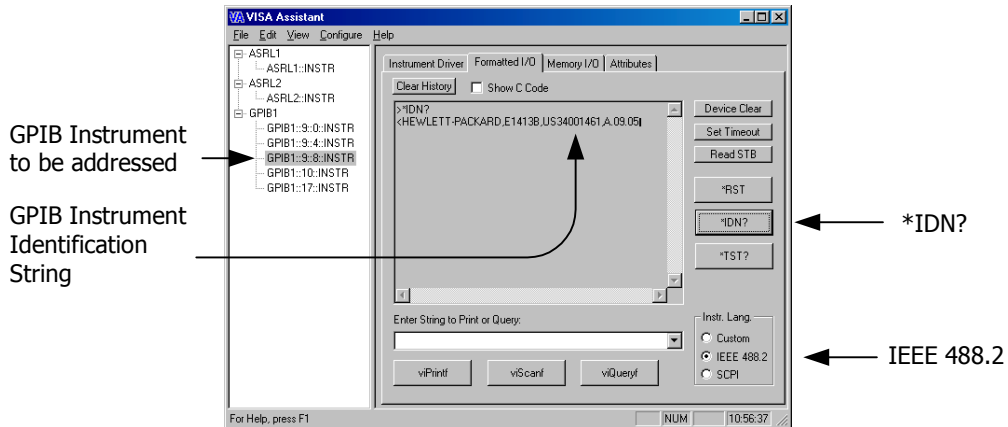 VA VISA Assistant
File Edit View Configure Help
ASRL1
ASRL1::INSTR
ASRL2
ASRL2::INSTR
GPIB1
GPIB1::9::0::INSTR
GPIB1::9::4::INSTR
GPIB1::9::8::INSTR
GPIB1::10::INSTR
GPIB1::17::INSTR
GPIB Instrument
to be addressed
GPIB Instrument
Identification
String
Instrument Driver Formatted I/O Memory I/O Attributes
Clear History Show C Code
>*IDN?
<HEWLETT-PACKARD,E1413B,US34001461,A.09.05
Device Clear
Set Timeout
Read STB
*RST
*IDN?
*TST?
*IDN?
Enter String to Print or Query:
viPrintf viScanf viQueryf
Instr. Lang.
Custom
IEEE 488.2
SCPI
IEEE 488.2
For Help, press F1 NUM 10:56:37